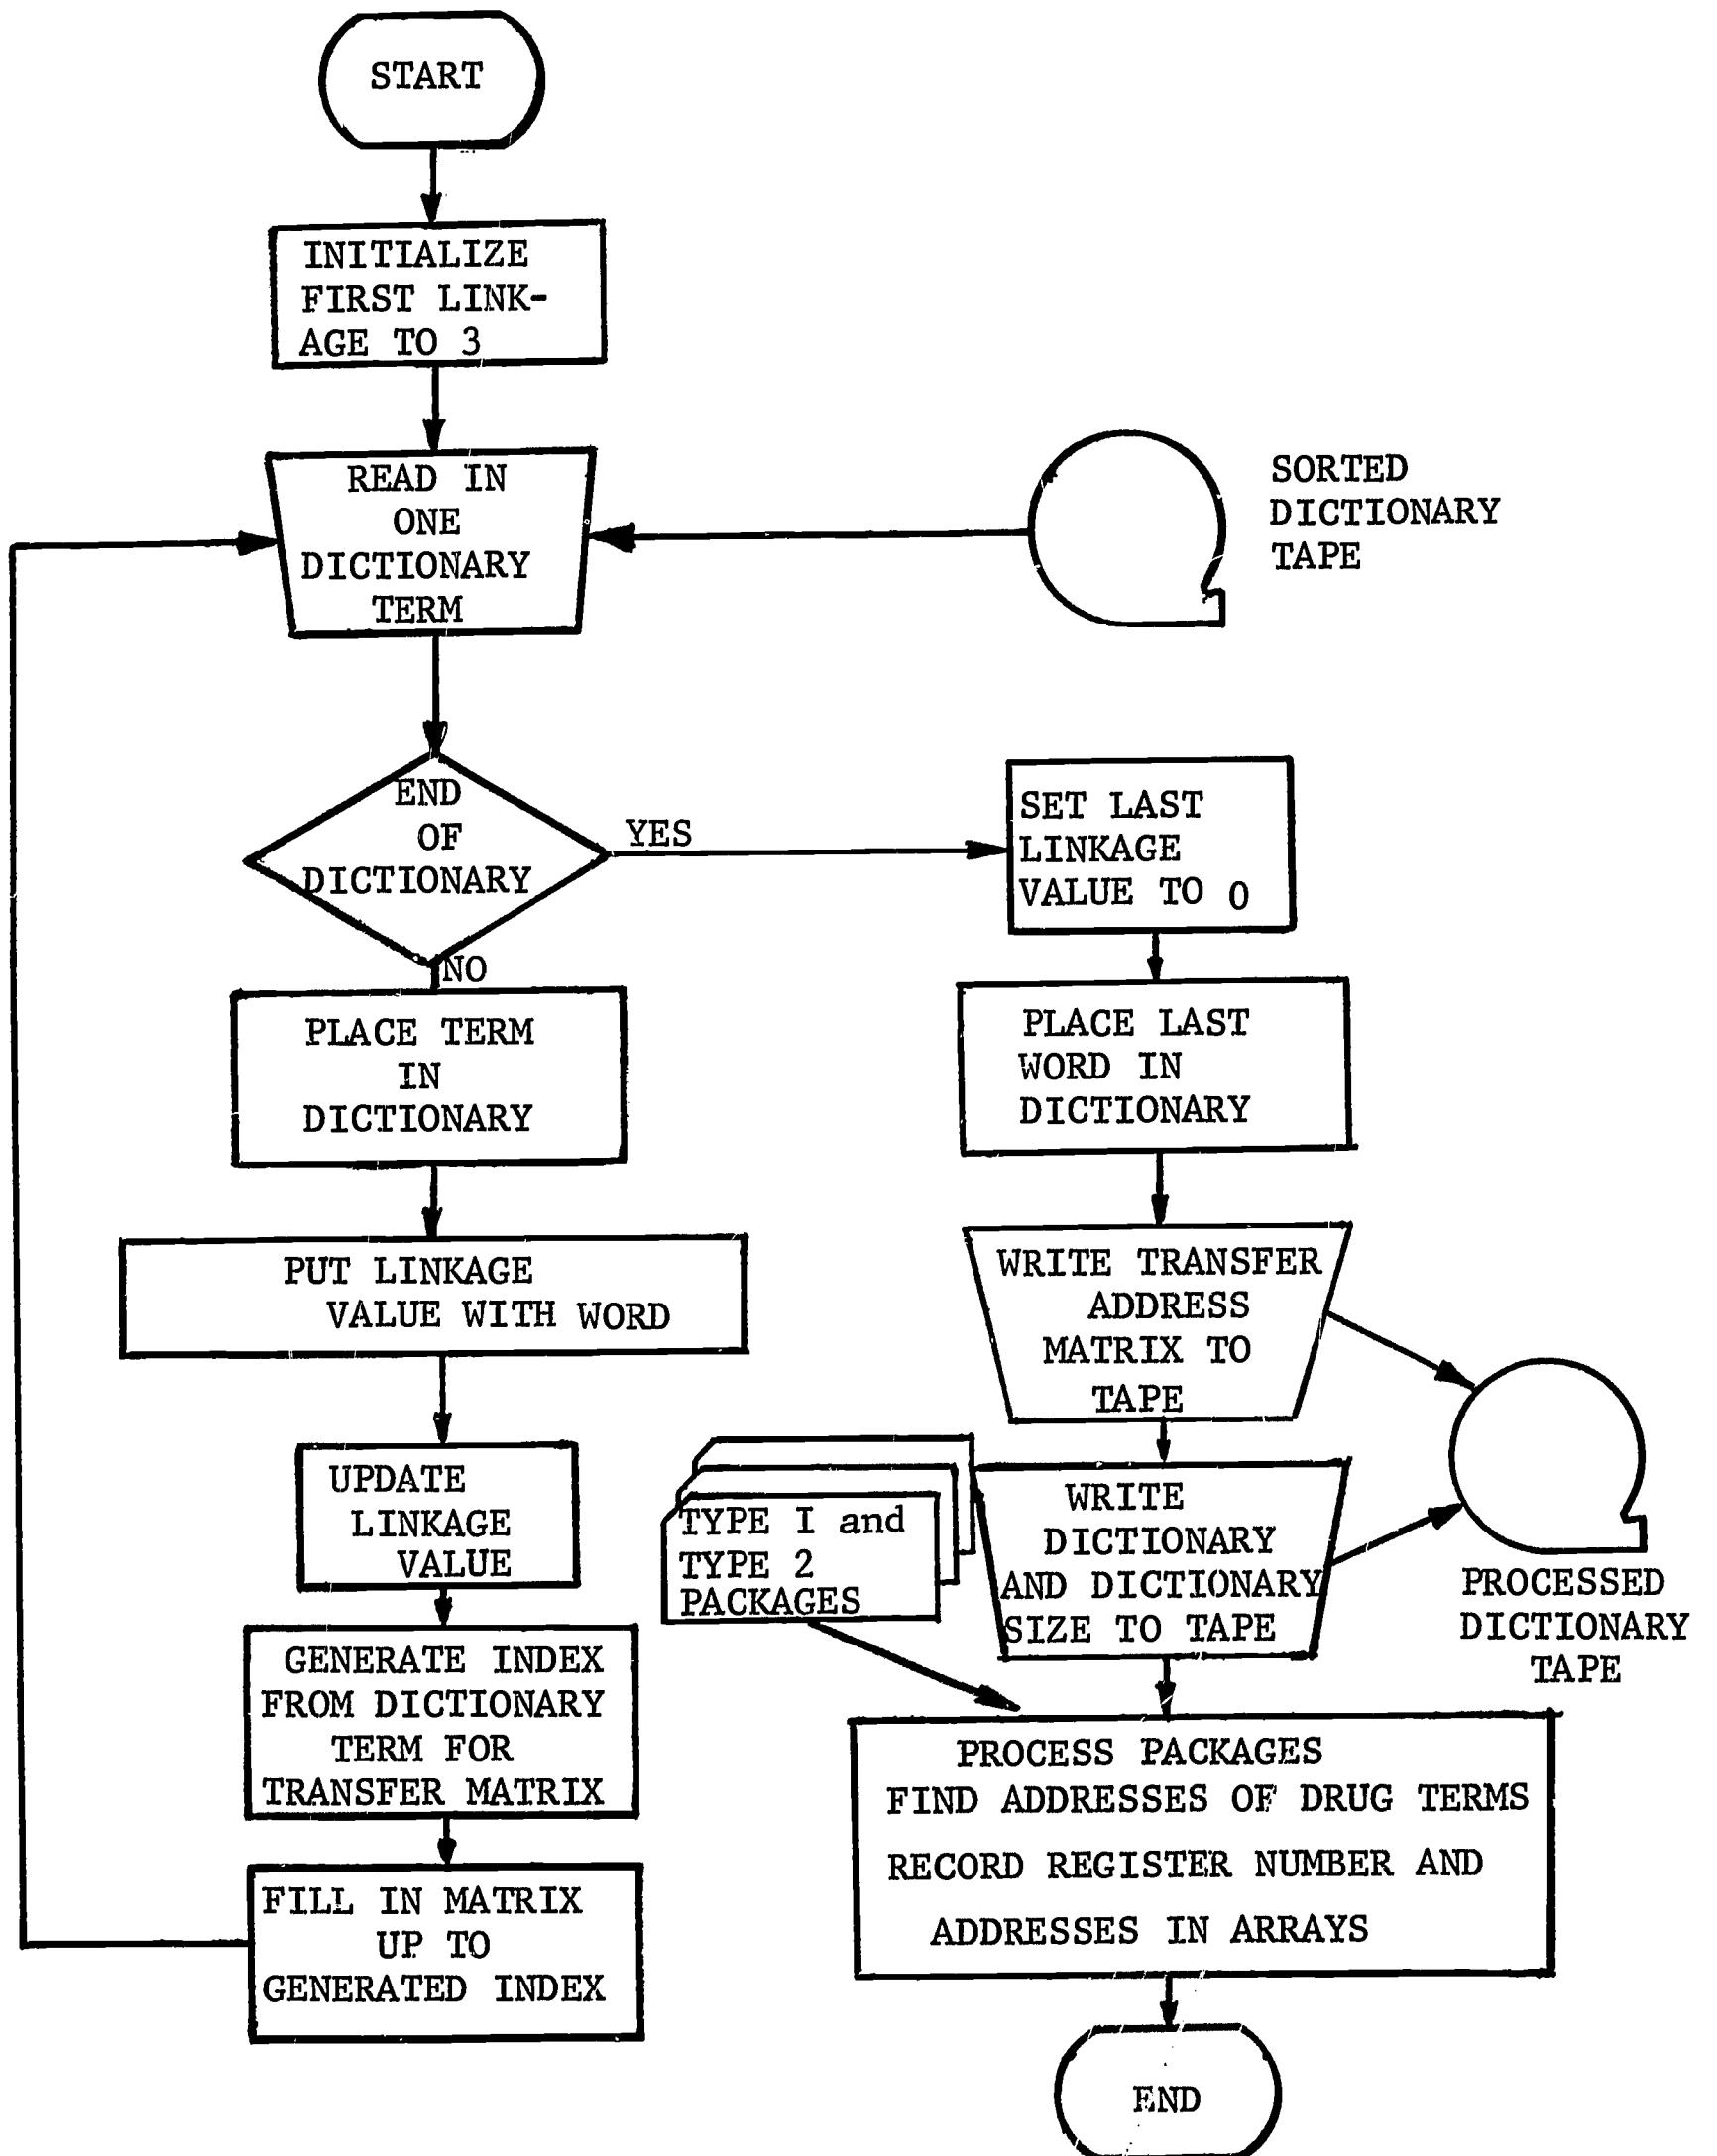 START
INITIALIZE
FIRST LINK-
AGE TO 3
READ IN
ONE
DICTIONARY
TERM
SORTED
DICTIONARY
TAPE
END
OF
DICTIONARY
YES
NO
SET LAST
LINKAGE
VALUE TO 0
PLACE TERM
IN
DICTIONARY
PLACE LAST
WORD IN
DICTIONARY
PUT LINKAGE
VALUE WITH WORD
WRITE TRANSFER
ADDRESS
MATRIX TO
TAPE
UPDATE
LINKAGE
VALUE
TYPE I and
TYPE 2
PACKAGES
WRITE
DICTIONARY
AND DICTIONARY
SIZE TO TAPE
PROCESSED
DICTIONARY
TAPE
GENERATE INDEX
FROM DICTIONARY
TERM FOR
TRANSFER MATRIX
PROCESS PACKAGES
FIND ADDRESSES OF DRUG TERMS
RECORD REGISTER NUMBER AND
ADDRESSES IN ARRAYS
FILL IN MATRIX
UP TO
GENERATED INDEX
END